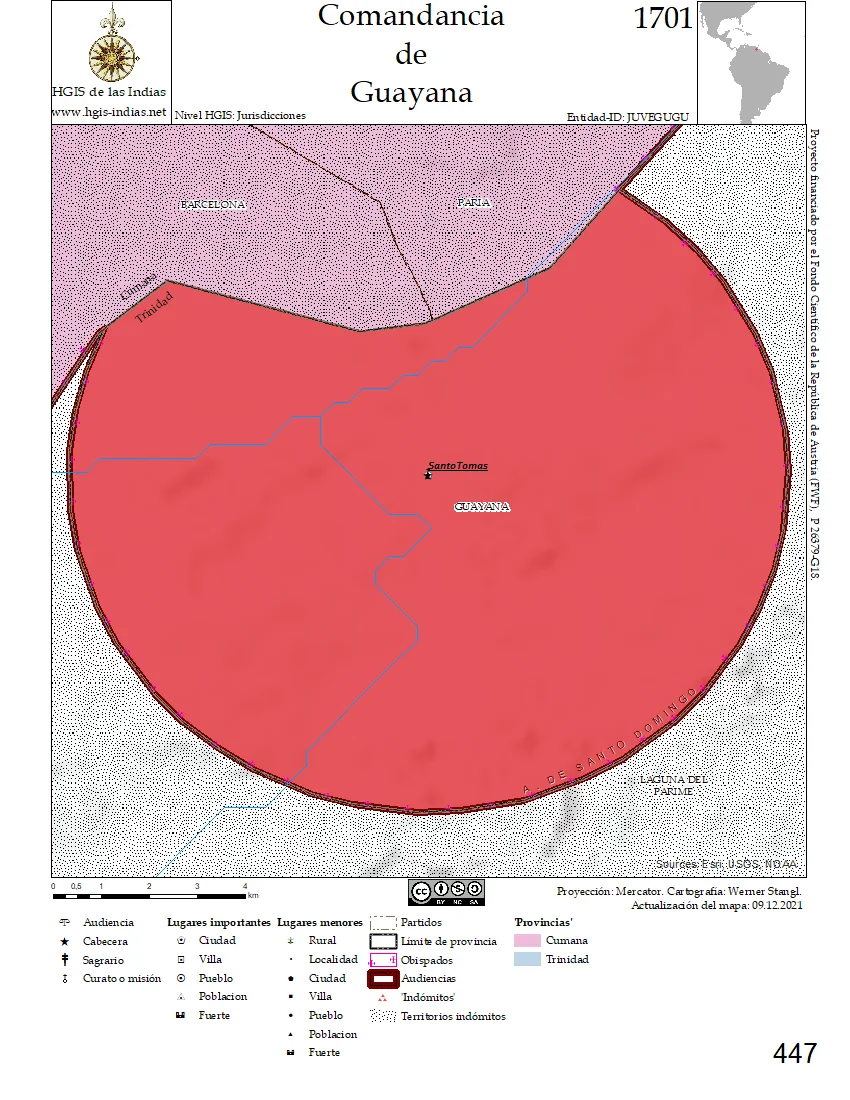 Comandancia
de
Guayana
1701
HGIS de las Indias
www.hgis-indias.net
Nivel HGIS: Jurisdicciones
Entidad-ID: JUVEGUGU
Proyecto financiado por el Fondo Científico de la República de Austria (FWF), P 26379-G18.
BARCELONA
PARIA
Cumana
Trinidad
SantoTomas
GUAYANA
A. DE SANTO DOMINGO
LAGUNA DEL
PARIME
Sources: Esri, USGS, NOAA
0 0,5 1 2 3 4
km
CC BY NC SA
Proyección: Mercator. Cartografía: Werner Stangl.
Actualización del mapa: 09.12.2021
Audiencia
Cabecera
Sagrario
Curato o misión
Lugares importantes
Ciudad
Villa
Pueblo
Poblacion
Fuerte
Lugares menores
Rural
Localidad
Ciudad
Villa
Pueblo
Poblacion
Fuerte
Partidos
Límite de provincia
Obispados
Audiencias
'Indómitos'
Territorios indómitos
Provincias'
Cumana
Trinidad
447